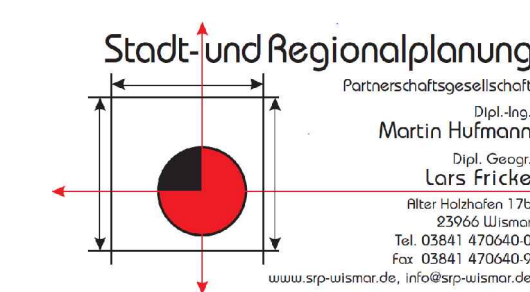 Stadt- und Regionalplanung
Partnerschaftsgesellschaft
Dipl.-Ing.
Martin Hufmann
Dipl. Geogr.
Lars Fricke
Alter Holzhafen 17b
23966 Wismar
Tel. 03841 470640-0
Fax 03841 470640-9
www.srp-wismar.de, info@srp-wismar.de